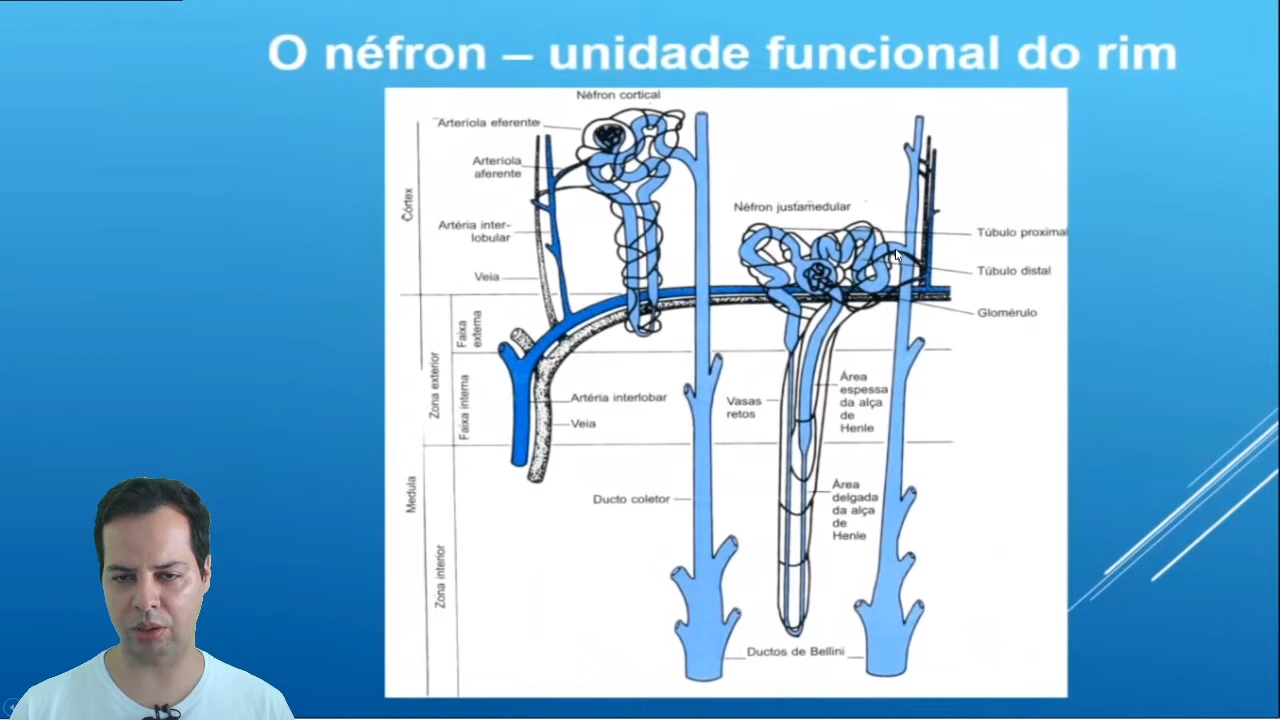 O néfron – unidade funcional do rim
Néfron cortical
Arteríola eferente
Arteríola
aferente
Artéria inter-
lobular
Veia
Córtex
Néfron justamedular
Túbulo proximal
Túbulo distal
Glomérulo
Faixa
externa
Zona exterior
Faixa interna
Artéria interlobar
Veia
Vasas
retos
Área
espessa
da alça
de
Henle
Medula
Ducto coletor
Área
delgada
da alça
de
Henle
Zona interior
Ductos de Bellini